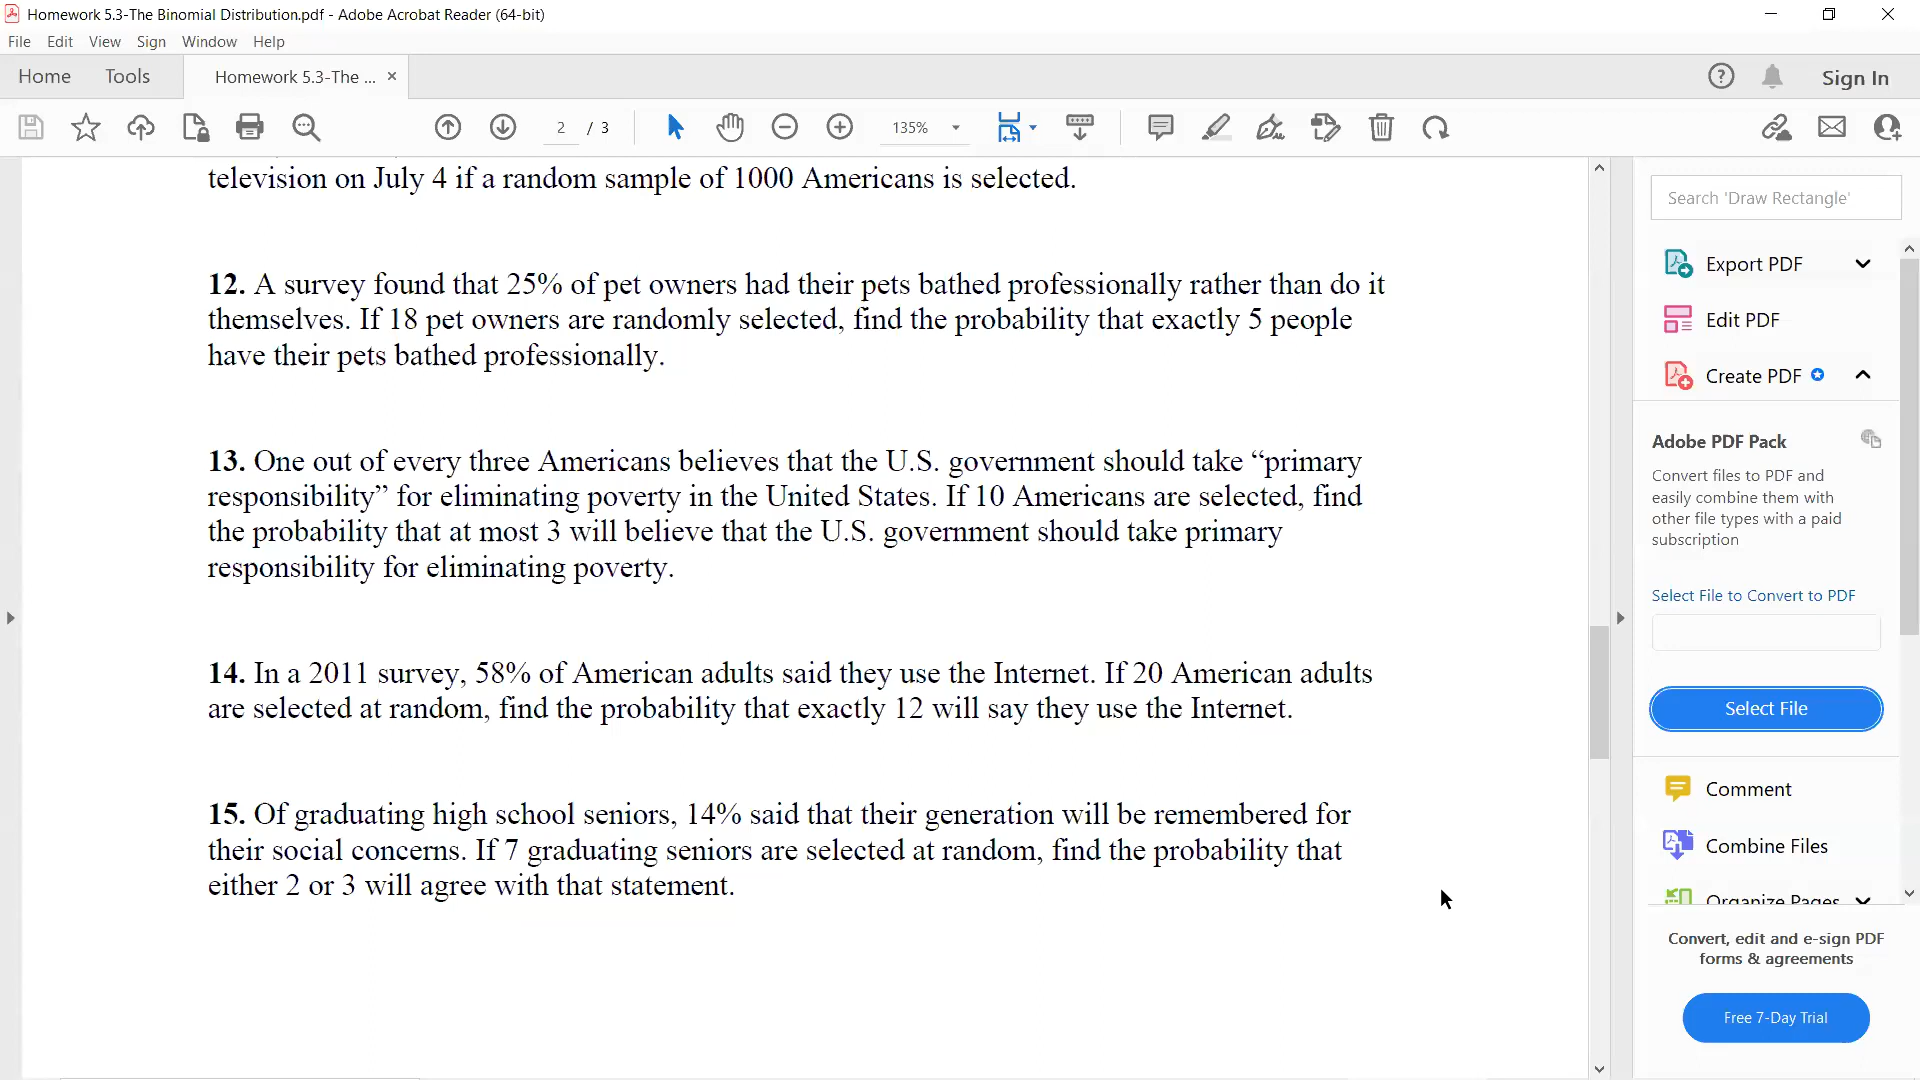 Homework 5.3-The Binomial Distribution.pdf - Adobe Acrobat Reader (64-bit)
File Edit View Sign Window Help
Home Tools Homework 5.3-The ... × Sign In
2 / 3 135%
television on July 4 if a random sample of 1000 Americans is selected.
12. A survey found that 25% of pet owners had their pets bathed professionally rather than do it
themselves. If 18 pet owners are randomly selected, find the probability that exactly 5 people
have their pets bathed professionally.
13. One out of every three Americans believes that the U.S. government should take “primary
responsibility” for eliminating poverty in the United States. If 10 Americans are selected, find
the probability that at most 3 will believe that the U.S. government should take primary
responsibility for eliminating poverty.
14. In a 2011 survey, 58% of American adults said they use the Internet. If 20 American adults
are selected at random, find the probability that exactly 12 will say they use the Internet.
15. Of graduating high school seniors, 14% said that their generation will be remembered for
their social concerns. If 7 graduating seniors are selected at random, find the probability that
either 2 or 3 will agree with that statement.
Search 'Draw Rectangle'
Export PDF
Edit PDF
Create PDF
Adobe PDF Pack
Convert files to PDF and
easily combine them with
other file types with a paid
subscription
Select File to Convert to PDF
Select File
Comment
Combine Files
Organize Pages
Convert, edit and e-sign PDF
forms & agreements
Free 7-Day Trial